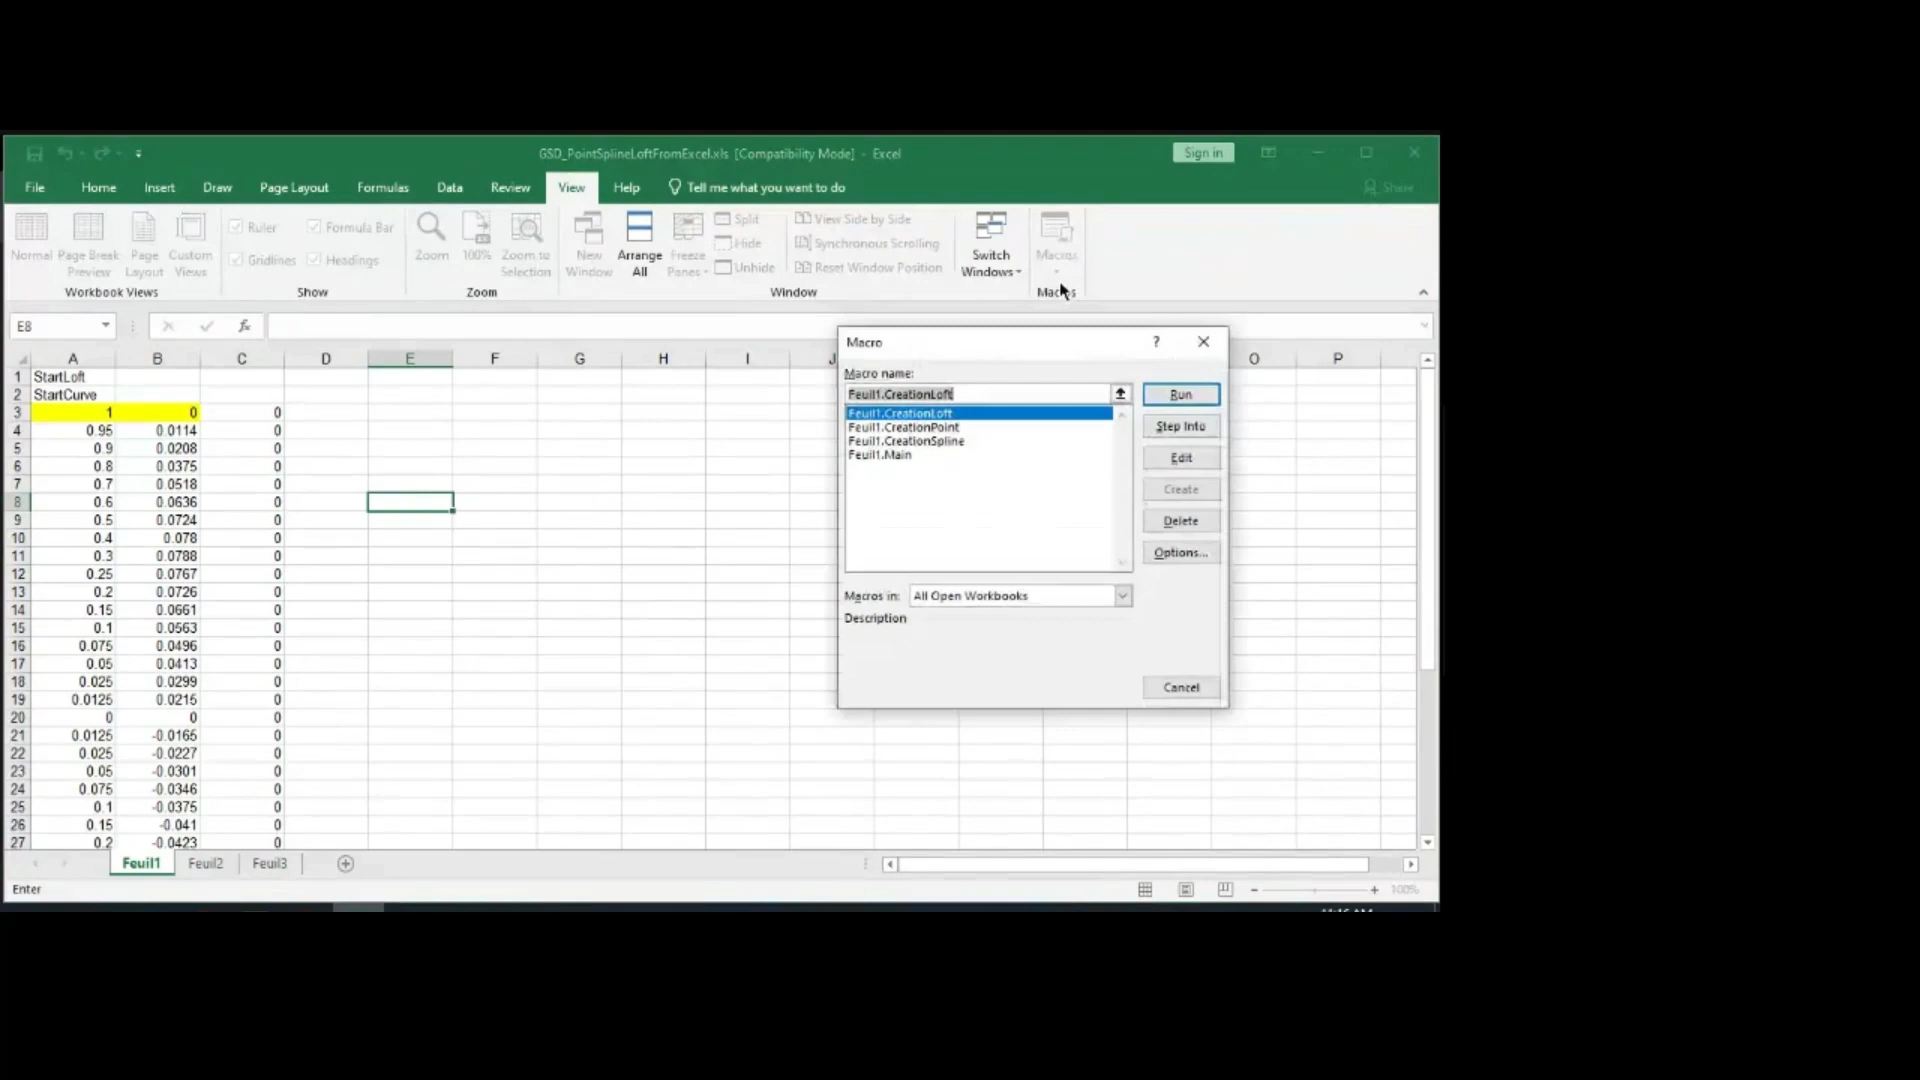 GSD_PointSplineLoftFromExcel.xls [Compatibility Mode] - Excel
Sign in
File Home Insert Draw Page Layout Formulas Data Review View Help Tell me what you want to do Share
Normal Page Break Preview Page Layout Custom Views
Workbook Views
Ruler Formula Bar
Gridlines Headings
Show
Zoom 100% Zoom to Selection
Zoom
New Window Arrange All Freeze Panes
Split
Hide
Unhide
View Side by Side
Synchronous Scrolling
Reset Window Position
Switch Windows
Window
Macros
E8
fx
A B C D E F G H I J O P
1 StartLoft
2 StartCurve
3 1 0 0
4 0.95 0.0114 0
5 0.9 0.0208 0
6 0.8 0.0375 0
7 0.7 0.0518 0
8 0.6 0.0636 0
9 0.5 0.0724 0
10 0.4 0.078 0
11 0.3 0.0788 0
12 0.25 0.0767 0
13 0.2 0.0726 0
14 0.15 0.0661 0
15 0.1 0.0563 0
16 0.075 0.0496 0
17 0.05 0.0413 0
18 0.025 0.0299 0
19 0.0125 0.0215 0
20 0 0 0
21 0.0125 -0.0165 0
22 0.025 -0.0227 0
23 0.05 -0.0301 0
24 0.075 -0.0346 0
25 0.1 -0.0375 0
26 0.15 -0.041 0
27 0.2 -0.0423 0
Macro ?
Macro name:
Feuil1.CreationLoft
Feuil1.CreationLoft
Feuil1.CreationPoint
Feuil1.CreationSpline
Feuil1.Main
Run
Step Into
Edit
Create
Delete
Options...
Macros in: All Open Workbooks
Description
Cancel
Feuil1 Feuil2 Feuil3
Enter
100%